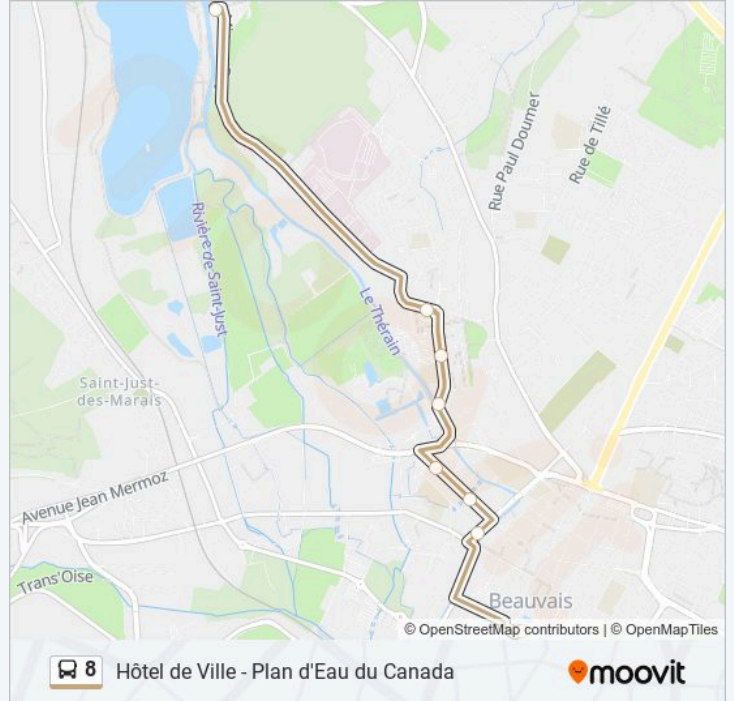 Rue Paul Doumer
Rue de Tillé
Rivière de Saint-Just
Le Thérain
Saint-Just-
des-Marais
Avenue Jean Mermoz
Trans'Oise
Beauvais
© OpenStreetMap contributors | © OpenMapTiles
8 Hôtel de Ville - Plan d'Eau du Canada
moovit